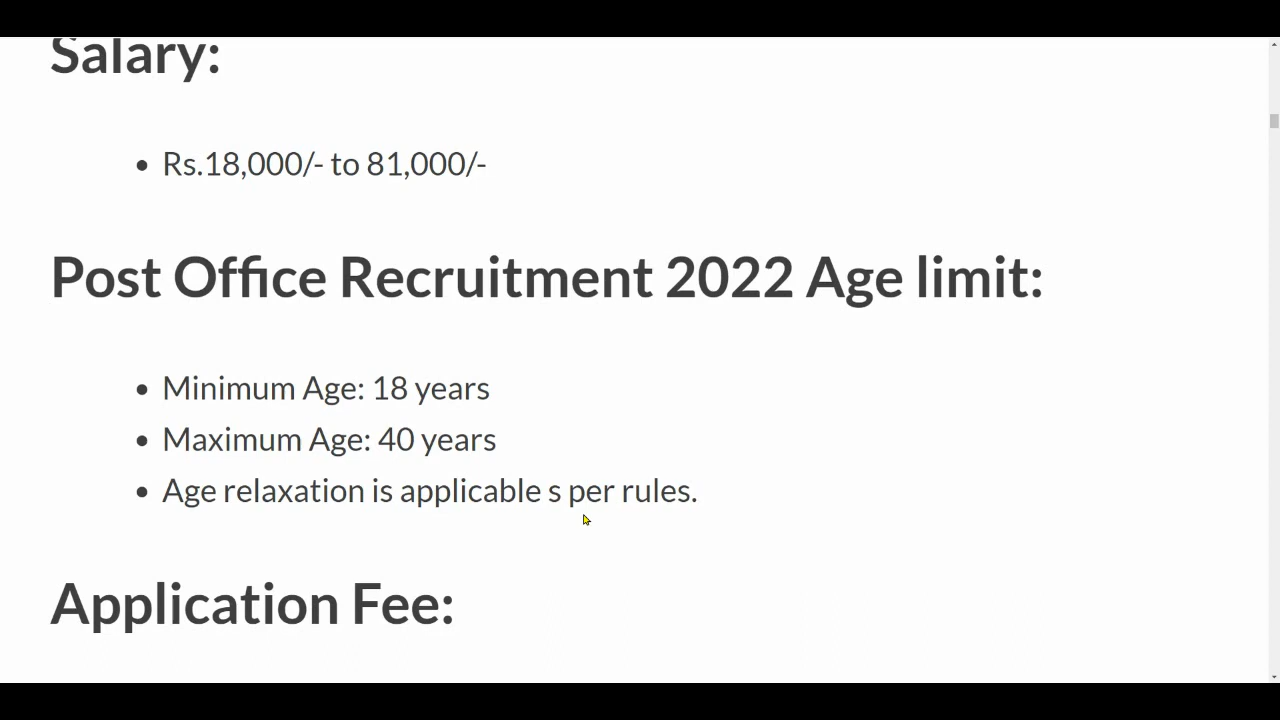 Salary:
Rs.18,000/- to 81,000/-
Post Office Recruitment 2022 Age limit:
Minimum Age: 18 years
Maximum Age: 40 years
Age relaxation is applicable s per rules.
Application Fee: